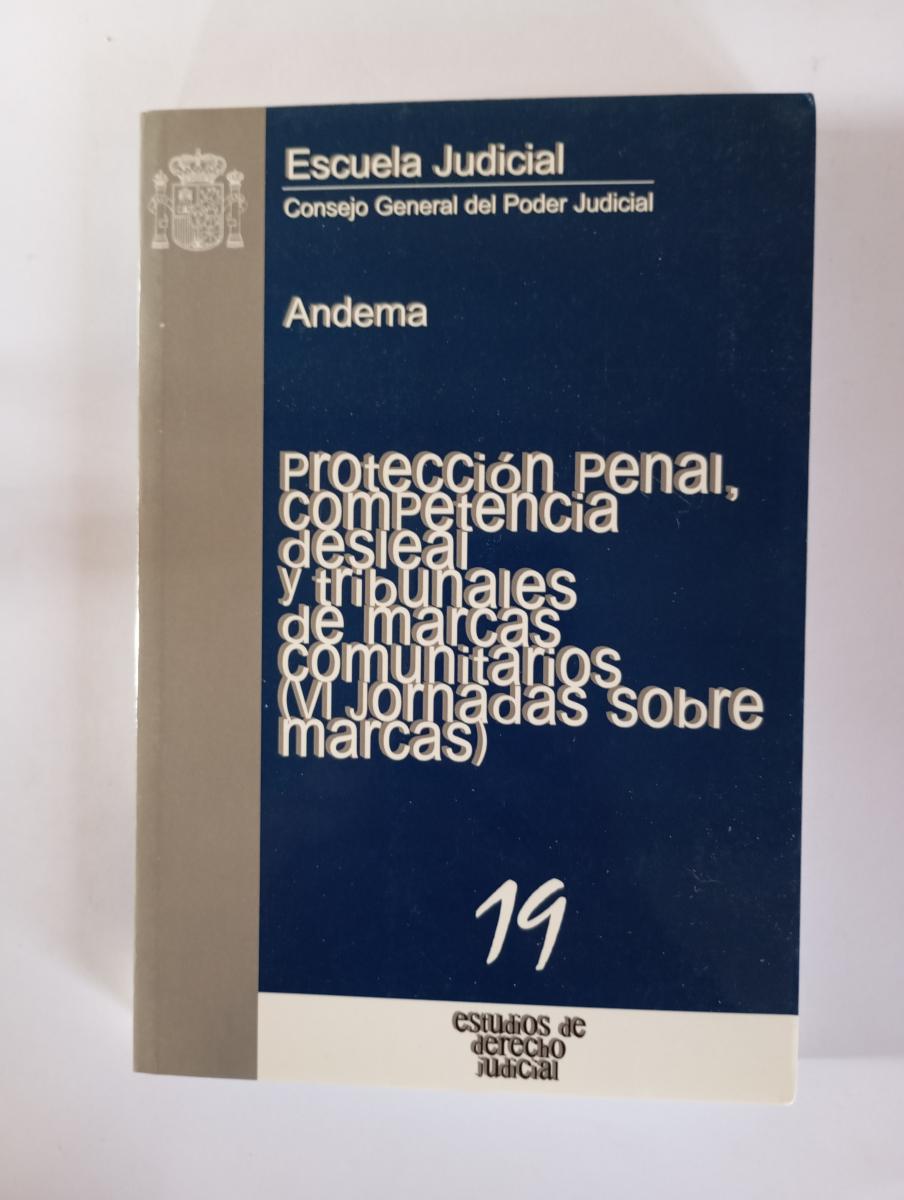 Escuela Judicial
Consejo General del Poder Judicial
Andema
Protección Penal,
competencia
desleal
y tribunales
de marcas
comunitarios
(VI Jornadas sobre
marcas)
19
estudios de
derecho
judicial